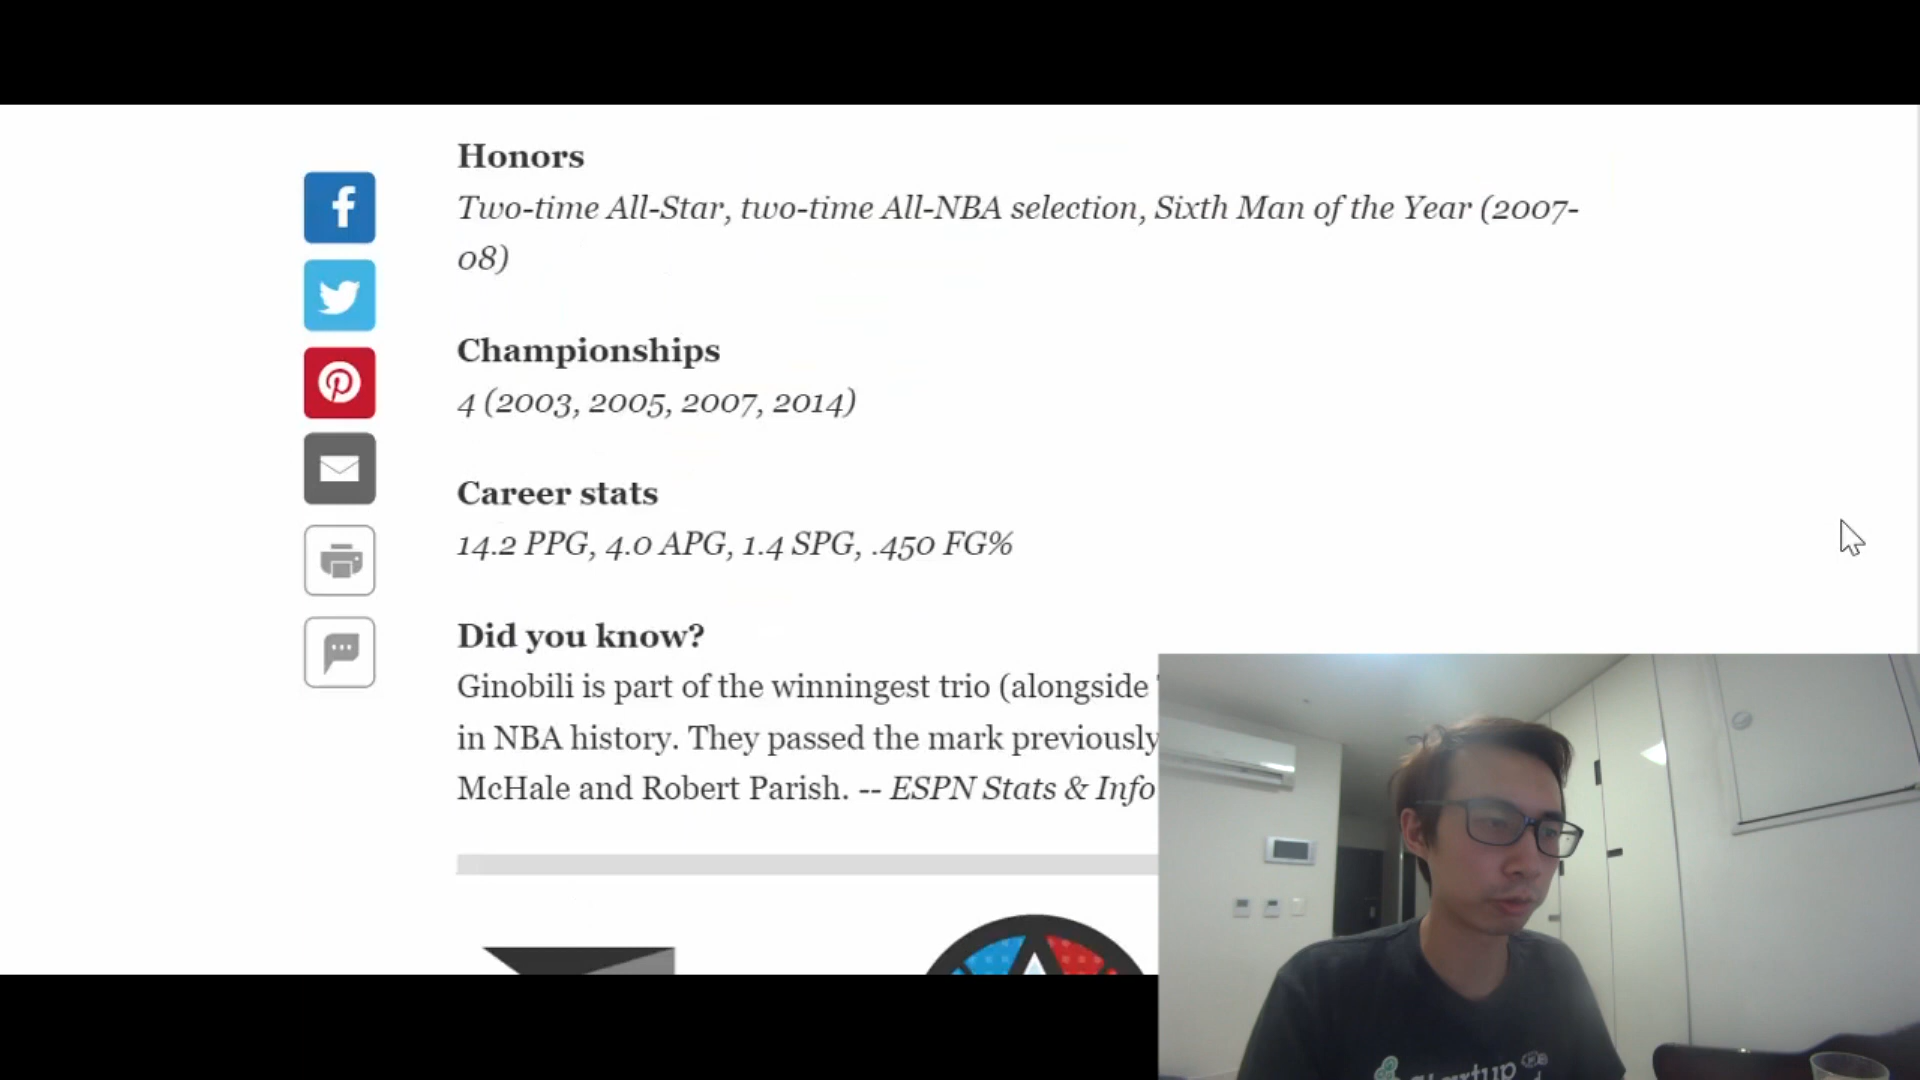 Honors
Two-time All-Star, two-time All-NBA selection, Sixth Man of the Year (2007-
08)
Championships
4 (2003, 2005, 2007, 2014)
Career stats
14.2 PPG, 4.0 APG, 1.4 SPG, .450 FG%
Did you know?
Ginobili is part of the winningest trio (alongside
in NBA history. They passed the mark previously
McHale and Robert Parish. -- ESPN Stats & Info
Startup